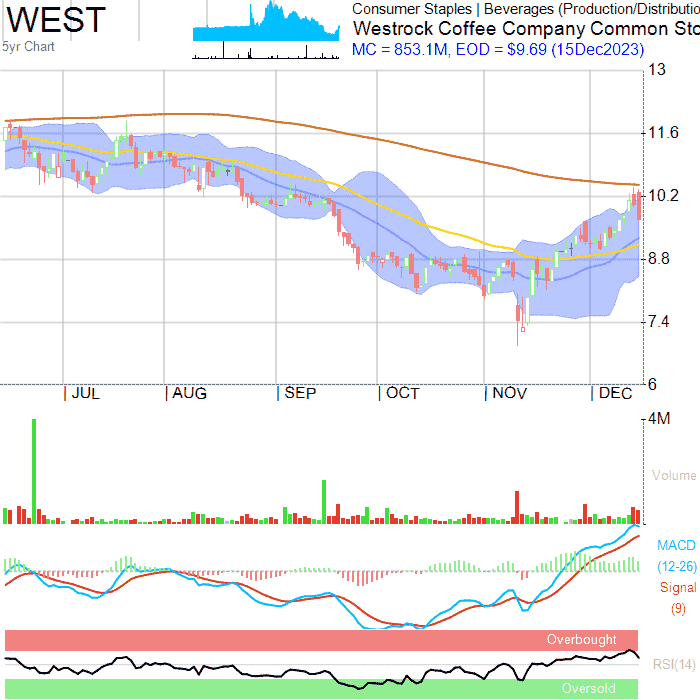 WEST
5yr Chart
Consumer Staples | Beverages (Production/Distributio
Westrock Coffee Company Common Sto
MC = 853.1M, EOD = $9.69 (15Dec2023)
13
11.6
10.2
8.8
7.4
6
JUL AUG SEP OCT NOV DEC
4M
Volume
MACD
(12-26)
Signal
(9)
Overbought
RSI(14)
Oversold